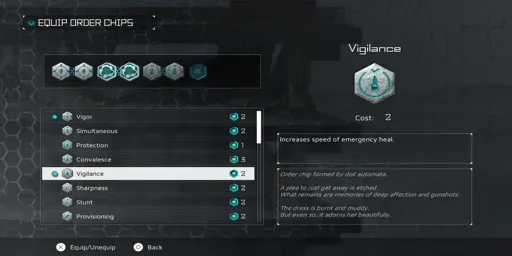 EQUIP ORDER CHIPS
Vigilance
Cost: 2
Vigor 2
Simultaneous 2
Protection 1
Convalesce 3
Vigilance 2
Sharpness 2
Stunt 2
Provisioning 2
Increases speed of emergency heal.
Order chip formed by doll automata.
A plea to just get away is etched.
What remains are memories of deep affection and gunshots.
The dress is burnt and muddy.
But even so, it adorns her beautifully.
Equip/Unequip
Back